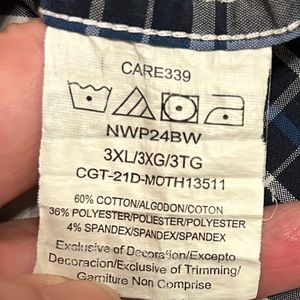 CARE339
NWP24BW
3XL/3XG/3TG
CGT-21D-MOTH13511
60% COTTON/ALGODON/COTON
36% POLYESTER/POLIESTER/POLYESTER
4% SPANDEX/SPANDEX/SPANDEX
Exclusive of Decoration/Excepto
Decoracion/Exclusive of Trimming/
Garniture Non Comprise